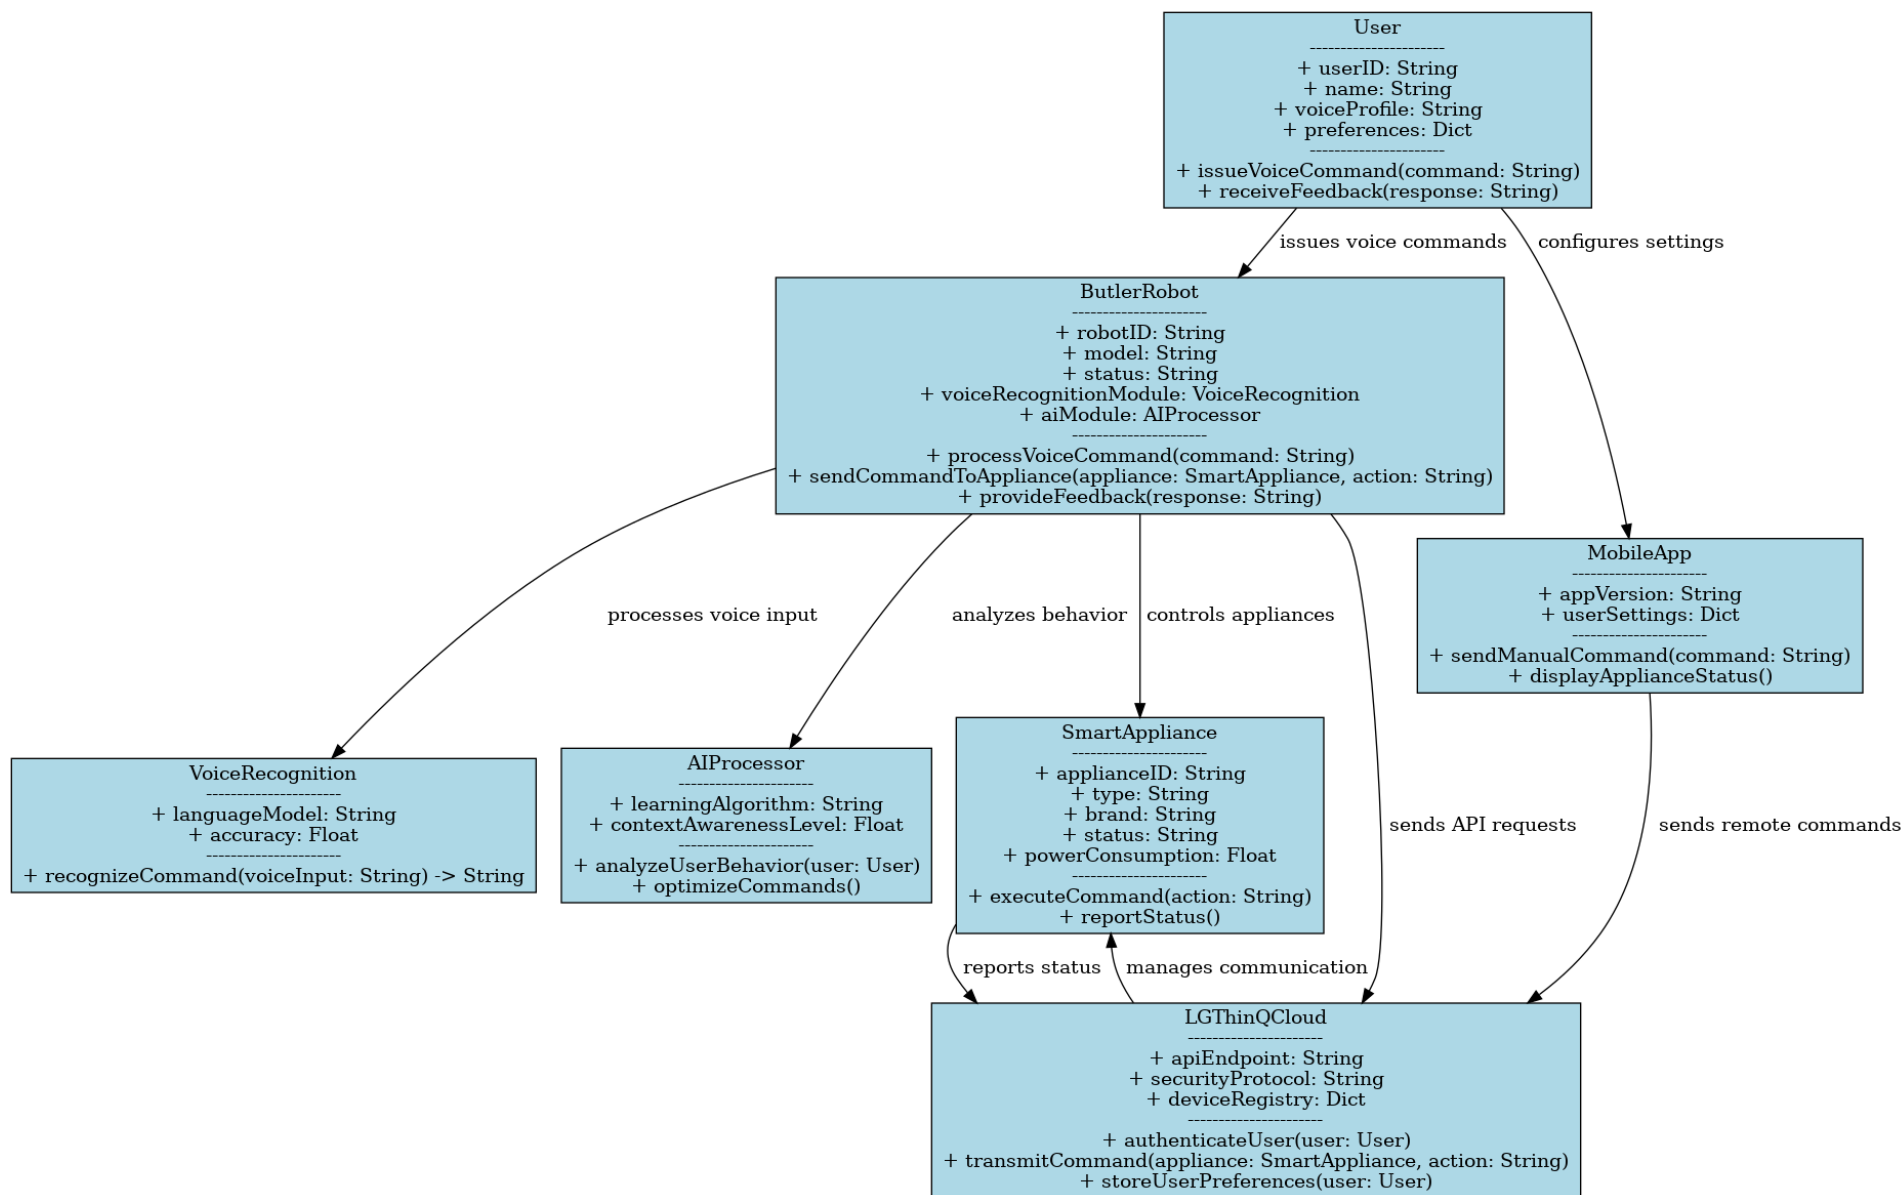 User
----------------------
+ userID: String
+ name: String
+ voiceProfile: String
+ preferences: Dict
----------------------
+ issueVoiceCommand(command: String)
+ receiveFeedback(response: String)
issues voice commands
configures settings
ButlerRobot
----------------------
+ robotID: String
+ model: String
+ status: String
+ voiceRecognitionModule: VoiceRecognition
+ aiModule: AIProcessor
----------------------
+ processVoiceCommand(command: String)
+ sendCommandToAppliance(appliance: SmartAppliance, action: String)
+ provideFeedback(response: String)
MobileApp
----------------------
+ appVersion: String
+ userSettings: Dict
----------------------
+ sendManualCommand(command: String)
+ displayApplianceStatus()
processes voice input
analyzes behavior
controls appliances
VoiceRecognition
----------------------
+ languageModel: String
+ accuracy: Float
----------------------
+ recognizeCommand(voiceInput: String) -> String
AIProcessor
----------------------
+ learningAlgorithm: String
+ contextAwarenessLevel: Float
----------------------
+ analyzeUserBehavior(user: User)
+ optimizeCommands()
SmartAppliance
----------------------
+ applianceID: String
+ type: String
+ brand: String
+ status: String
+ powerConsumption: Float
----------------------
+ executeCommand(action: String)
+ reportStatus()
sends API requests
sends remote commands
reports status
manages communication
LGThinQCloud
----------------------
+ apiEndpoint: String
+ securityProtocol: String
+ deviceRegistry: Dict
----------------------
+ authenticateUser(user: User)
+ transmitCommand(appliance: SmartAppliance, action: String)
+ storeUserPreferences(user: User)